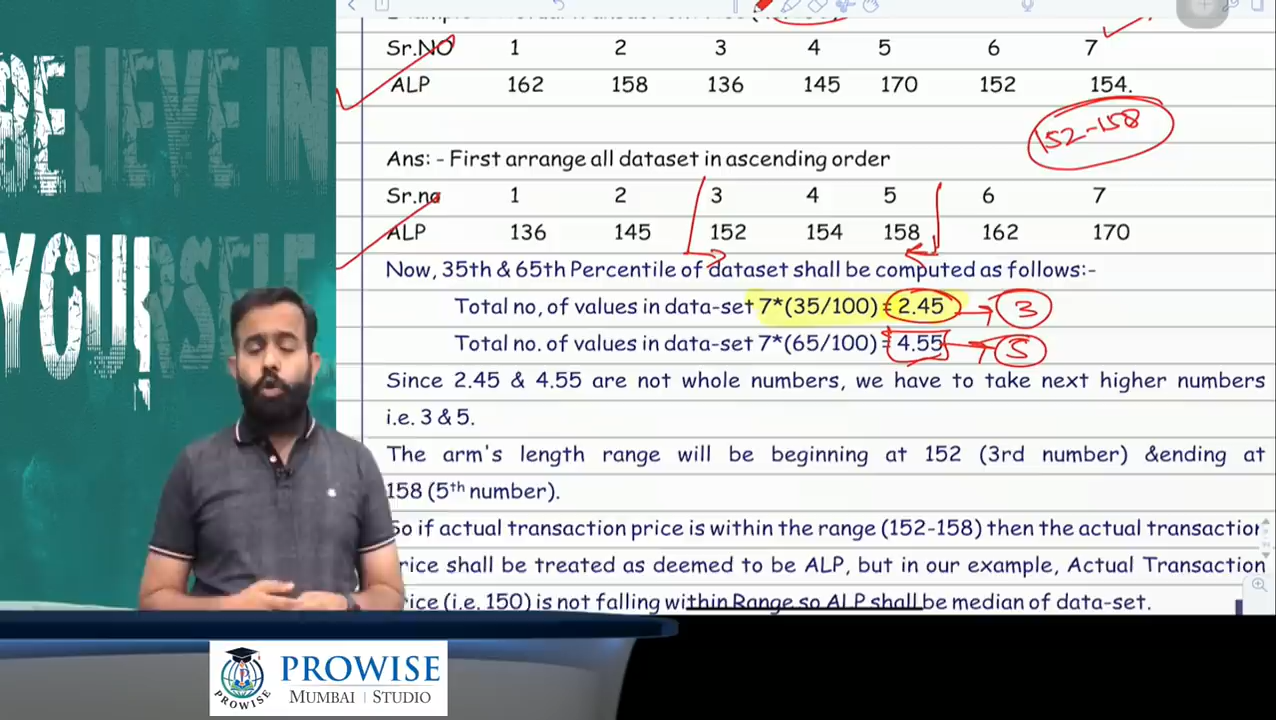 BELIEVE IN
YOURSELF
Sr.NO 1 2 3 4 5 6 7
ALP 162 158 136 145 170 152 154.
152-158
Ans: - First arrange all dataset in ascending order
Sr.no 1 2 3 4 5 6 7
ALP 136 145 152 154 158 162 170
Now, 35th & 65th Percentile of dataset shall be computed as follows:-
Total no, of values in data-set 7*(35/100) = 2.45 → 3
Total no. of values in data-set 7*(65/100) = 4.55 → 5
Since 2.45 & 4.55 are not whole numbers, we have to take next higher numbers
i.e. 3 & 5.
The arm's length range will be beginning at 152 (3rd number) &ending at
158 (5th number).
So if actual transaction price is within the range (152-158) then the actual transaction
rice shall be treated as deemed to be ALP, but in our example, Actual Transaction
rice (i.e. 150) is not falling within Range so ALP shall be median of data-set.
PROWISE
PROWISE
MUMBAI | STUDIO